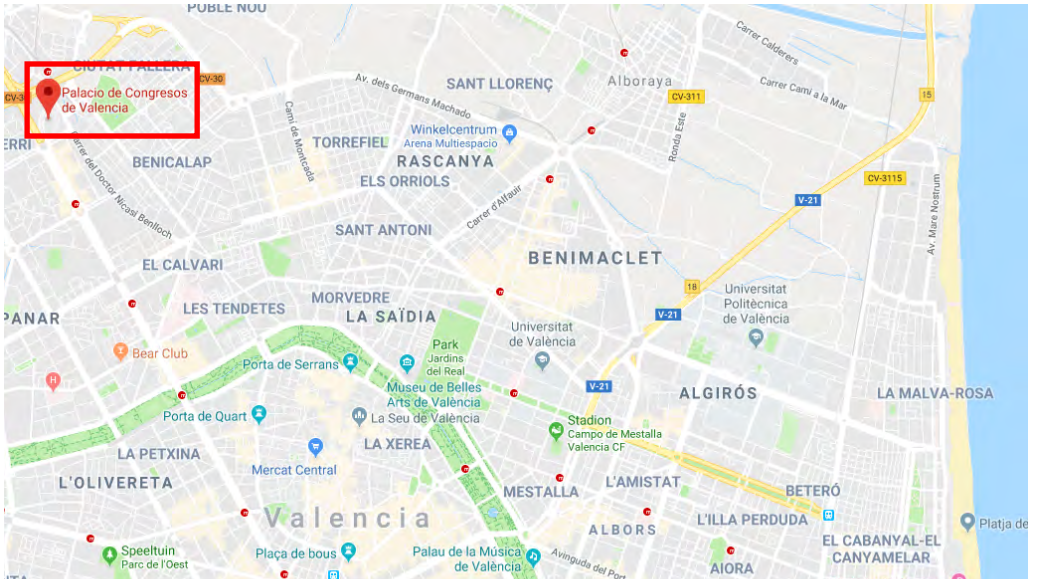 POBLE NOU
CIUTAT FALLERA
CV-30
Palacio de Congresos
de Valencia
Av. dels Germans Machado
SANT LLORENÇ
Alboraya
CV-311
Carrer Calderers
Carrer Camí a la Mar
15
Ronda Este
Camí de Moncada
TORREFIEL
Winkelcentrum
Arena Multiespacio
RASCANYA
BENICALAP
ELS ORRIOLS
Carrer del Doctor Nicasi Benlloch
Carrer d'Alfauir
CV-3115
V-21
Av. Mare Nostrum
SANT ANTONI
BENIMACLET
EL CALVARI
18
Universitat
Politècnica
de València
MORVEDRE
LES TENDETES
LA SAÏDIA
PANAR
V-21
Universitat
de València
Park
Jardins
del Real
Bear Club
Porta de Serrans
Museu de Belles
Arts de València
V-21
ALGIRÓS
LA MALVA-ROSA
Porta de Quart
La Seu de València
Stadion
Campo de Mestalla
Valencia CF
LA XEREA
LA PETXINA
Mercat Central
L'OLIVERETA
MESTALLA
L'AMISTAT
BETERÓ
Valencia
ALBORS
L'ILLA PERDUDA
Platja de
EL CABANYAL-EL
CANYAMELAR
Speeltuin
Parc de l'Oest
Plaça de bous
Palau de la Música
de València
Avinguda del Port
AIORA